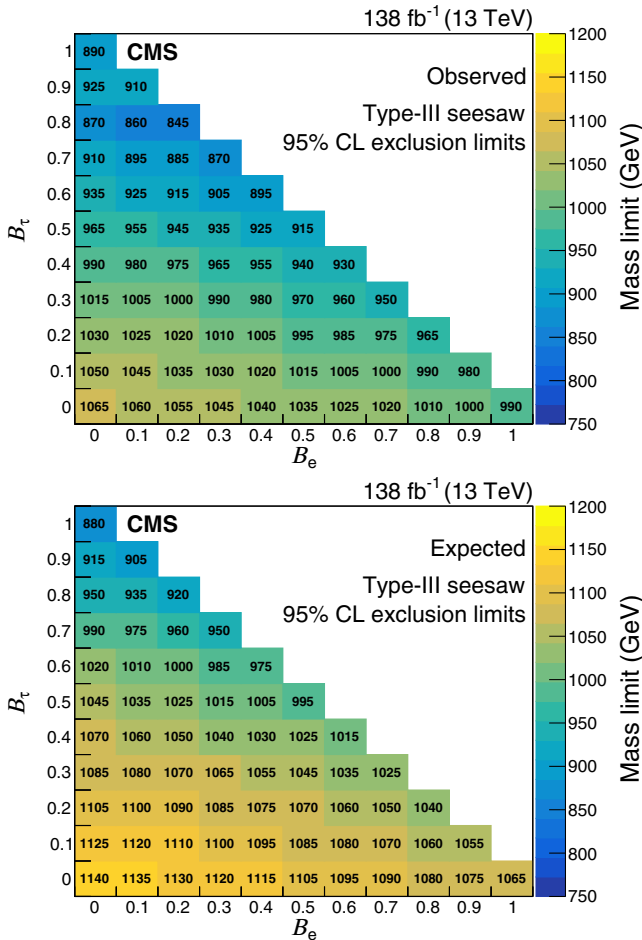 138 fb⁻¹ (13 TeV)
CMS
Observed
Type-III seesaw
95% CL exclusion limits
1 890
0.9 925 910
0.8 870 860 845
0.7 910 895 885 870
0.6 935 925 915 905 895
0.5 965 955 945 935 925 915
0.4 990 980 975 965 955 940 930
0.3 1015 1005 1000 990 980 970 960 950
0.2 1030 1025 1020 1010 1005 995 985 975 965
0.1 1050 1045 1035 1030 1020 1015 1005 1000 990 980
0 1065 1060 1055 1045 1040 1035 1025 1020 1010 1000 990
0 0.1 0.2 0.3 0.4 0.5 0.6 0.7 0.8 0.9 1
Bτ
Be
1200
1150
1100
1050
1000
950
900
850
800
750
Mass limit (GeV)
138 fb⁻¹ (13 TeV)
CMS
Expected
Type-III seesaw
95% CL exclusion limits
1 880
0.9 915 905
0.8 950 935 920
0.7 990 975 960 950
0.6 1020 1010 1000 985 975
0.5 1045 1035 1025 1015 1005 995
0.4 1070 1060 1050 1040 1030 1025 1015
0.3 1085 1080 1070 1065 1055 1045 1035 1025
0.2 1105 1100 1090 1085 1075 1070 1060 1050 1040
0.1 1125 1120 1110 1100 1095 1085 1080 1070 1060 1055
0 1140 1135 1130 1120 1115 1105 1095 1090 1080 1075 1065
0 0.1 0.2 0.3 0.4 0.5 0.6 0.7 0.8 0.9 1
Bτ
Be
1200
1150
1100
1050
1000
950
900
850
800
750
Mass limit (GeV)